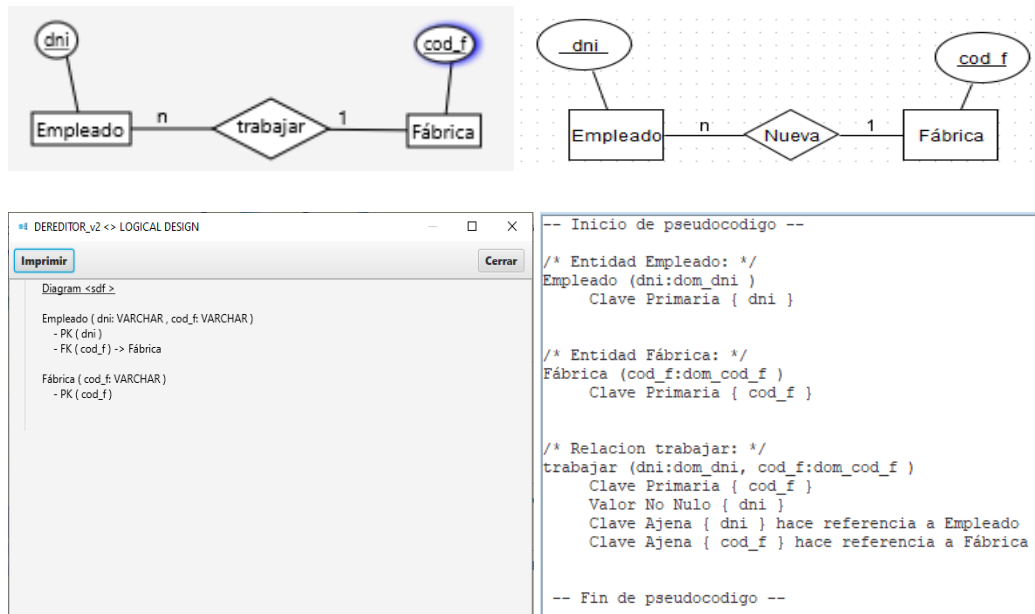 dni
cod_f
Empleado
n
trabajar
1
Fábrica
dni
cod_f
Empleado
n
Nueva
1
Fábrica
DEREDITOR_v2 <> LOGICAL DESIGN
Imprimir
Cerrar
Diagram <sdf >
Empleado ( dni: VARCHAR , cod_f: VARCHAR )
- PK ( dni )
- FK ( cod_f ) -> Fábrica
Fábrica ( cod_f: VARCHAR )
- PK ( cod_f )
-- Inicio de pseudocodigo --
/* Entidad Empleado: */
Empleado (dni:dom_dni )
Clave Primaria { dni }
/* Entidad Fábrica: */
Fábrica (cod_f:dom_cod_f )
Clave Primaria { cod_f }
/* Relacion trabajar: */
trabajar (dni:dom_dni, cod_f:dom_cod_f )
Clave Primaria { cod_f }
Valor No Nulo { dni }
Clave Ajena { dni } hace referencia a Empleado
Clave Ajena { cod_f } hace referencia a Fábrica
-- Fin de pseudocodigo --